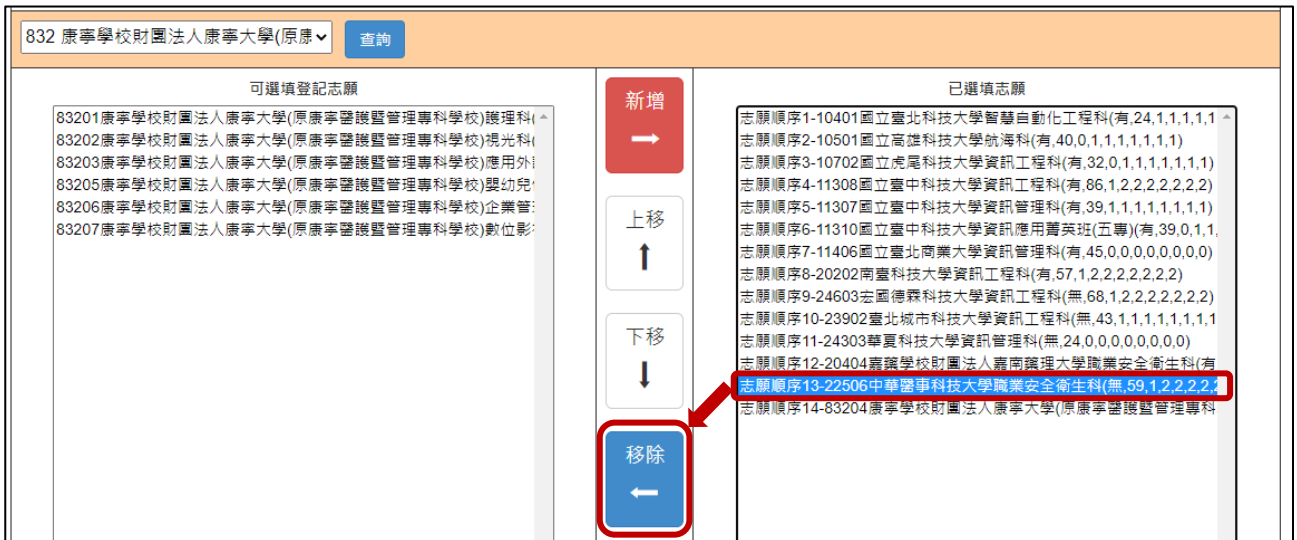 832 康寧學校財團法人康寧大學(原康
查詢
可選填登記志願
83201康寧學校財團法人康寧大學(原康寧醫護暨管理專科學校)護理科(
83202康寧學校財團法人康寧大學(原康寧醫護暨管理專科學校)視光科(
83203康寧學校財團法人康寧大學(原康寧醫護暨管理專科學校)應用外
83205康寧學校財團法人康寧大學(原康寧醫護暨管理專科學校)嬰幼兒
83206康寧學校財團法人康寧大學(原康寧醫護暨管理專科學校)企業管
83207康寧學校財團法人康寧大學(原康寧醫護暨管理專科學校)數位影
新增
上移
下移
移除
已選填志願
志願順序1-10401國立臺北科技大學智慧自動化工程科(有,24,1,1,1,1,1
志願順序2-10501國立高雄科技大學航海科(有,40,0,1,1,1,1,1,1,1)
志願順序3-10702國立虎尾科技大學資訊工程科(有,32,0,1,1,1,1,1,1,1)
志願順序4-11308國立臺中科技大學資訊工程科(有,86,1,2,2,2,2,2,2,2)
志願順序5-11307國立臺中科技大學資訊管理科(有,39,1,1,1,1,1,1,1,1)
志願順序6-11310國立臺中科技大學資訊應用菁英班(五專)(有,39,0,1,1,
志願順序7-11406國立臺北商業大學資訊管理科(有,45,0,0,0,0,0,0,0,0)
志願順序8-20202南臺科技大學資訊工程科(有,57,1,2,2,2,2,2,2,2)
志願順序9-24603宏國德霖科技大學資訊工程科(無,68,1,2,2,2,2,2,2,2)
志願順序10-23902臺北城市科技大學資訊工程科(無,43,1,1,1,1,1,1,1,1
志願順序11-24303華夏科技大學資訊管理科(無,24,0,0,0,0,0,0,0,0)
志願順序12-20404嘉藥學校財團法人嘉南藥理大學職業安全衛生科(有
志願順序13-22506中華醫事科技大學職業安全衛生科(無,59,1,2,2,2,2,2
志願順序14-83204康寧學校財團法人康寧大學(原康寧醫護暨管理專科